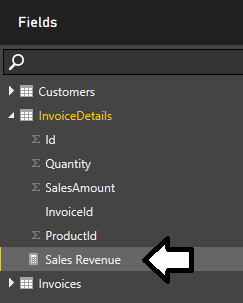 Fields
Customers
InvoiceDetails
Id
Quantity
SalesAmount
InvoiceId
ProductId
Sales Revenue
Invoices